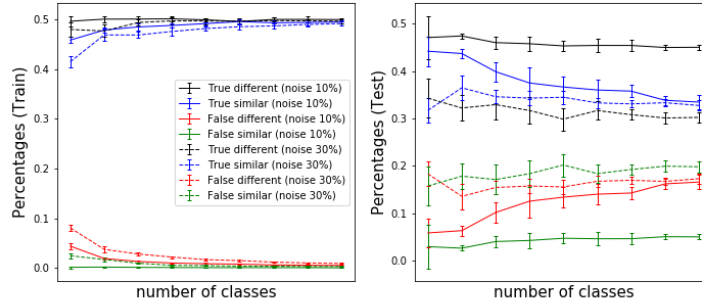 Percentages (Train)
0.5
0.4
0.3
0.2
0.1
0.0
True different (noise 10%)
True similar (noise 10%)
False different (noise 10%)
False similar (noise 10%)
True different (noise 30%)
True similar (noise 30%)
False different (noise 30%)
False similar (noise 30%)
number of classes
Percentages (Test)
0.5
0.4
0.3
0.2
0.1
0.0
number of classes